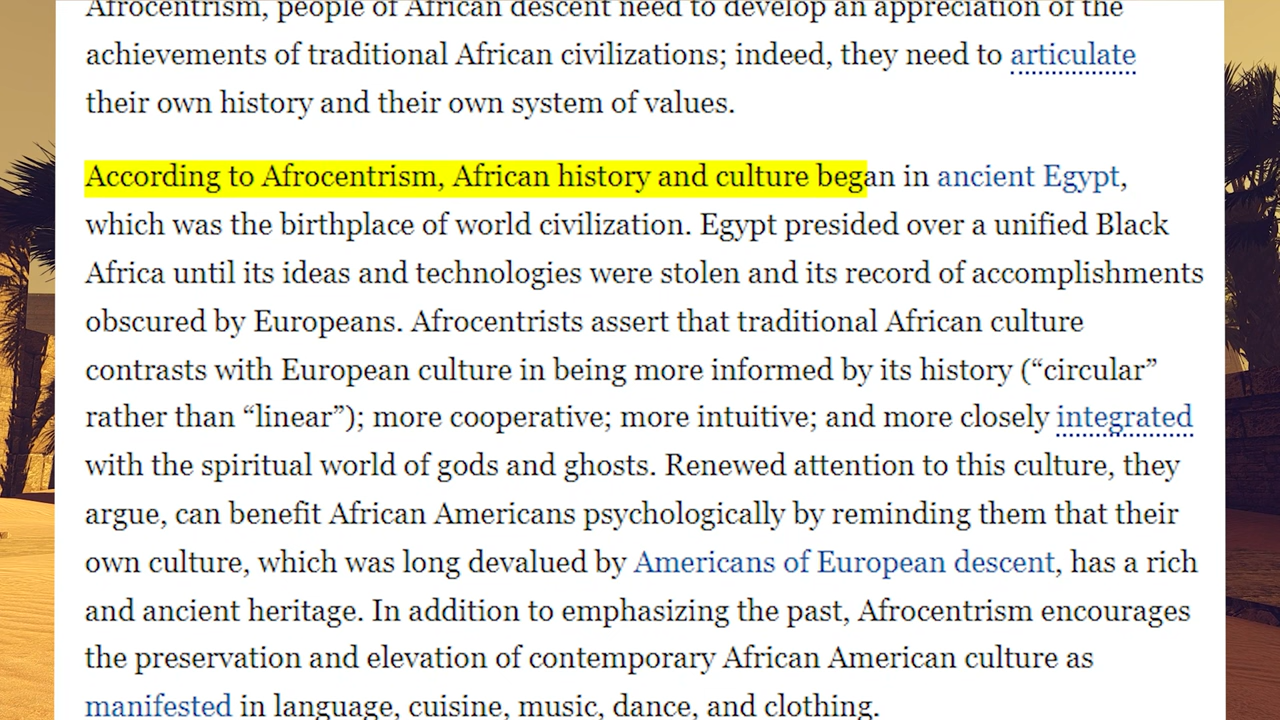 Afrocentrism, people of African descent need to develop an appreciation of the
achievements of traditional African civilizations; indeed, they need to articulate
their own history and their own system of values.
According to Afrocentrism, African history and culture began in ancient Egypt,
which was the birthplace of world civilization. Egypt presided over a unified Black
Africa until its ideas and technologies were stolen and its record of accomplishments
obscured by Europeans. Afrocentrists assert that traditional African culture
contrasts with European culture in being more informed by its history (“circular”
rather than “linear”); more cooperative; more intuitive; and more closely integrated
with the spiritual world of gods and ghosts. Renewed attention to this culture, they
argue, can benefit African Americans psychologically by reminding them that their
own culture, which was long devalued by Americans of European descent, has a rich
and ancient heritage. In addition to emphasizing the past, Afrocentrism encourages
the preservation and elevation of contemporary African American culture as
manifested in language, cuisine, music, dance, and clothing.